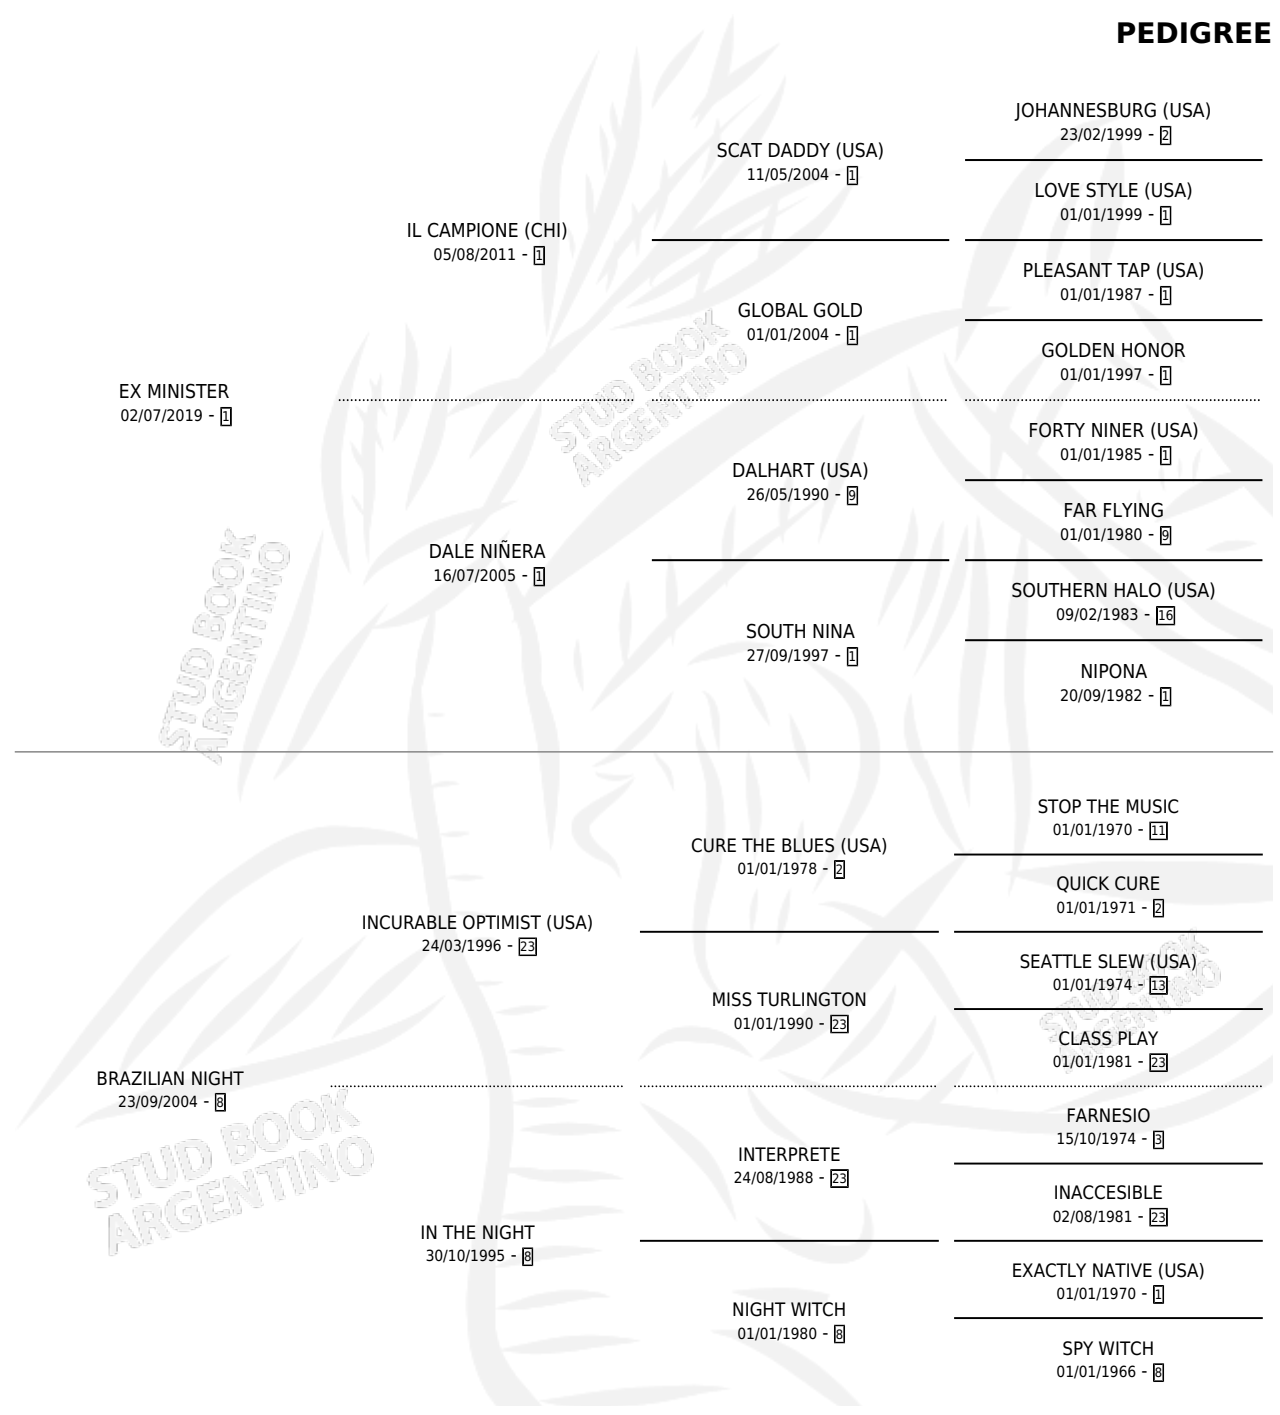 PEDIGREE
JOHANNESBURG (USA)
23/02/1999 - 2
SCAT DADDY (USA)
11/05/2004 - 1
LOVE STYLE (USA)
01/01/1999 - 1
IL CAMPIONE (CHI)
05/08/2011 - 1
PLEASANT TAP (USA)
01/01/1987 - 1
GLOBAL GOLD
01/01/2004 - 1
GOLDEN HONOR
01/01/1997 - 1
STUD BOOK
ARGENTINO
EX MINISTER
02/07/2019 - 1
FORTY NINER (USA)
01/01/1985 - 1
DALHART (USA)
26/05/1990 - 9
FAR FLYING
01/01/1980 - 9
DALE NIÑERA
16/07/2005 - 1
SOUTHERN HALO (USA)
09/02/1983 - 16
SOUTH NINA
27/09/1997 - 1
NIPONA
20/09/1982 - 1
STUD BOOK
ARGENTINO
STOP THE MUSIC
01/01/1970 - 11
CURE THE BLUES (USA)
01/01/1978 - 2
QUICK CURE
01/01/1971 - 2
INCURABLE OPTIMIST (USA)
24/03/1996 - 23
SEATTLE SLEW (USA)
01/01/1974 - 13
MISS TURLINGTON
01/01/1990 - 23
CLASS PLAY
01/01/1981 - 23
STUD BOOK
ARGENTINO
BRAZILIAN NIGHT
23/09/2004 - 8
FARNESIO
15/10/1974 - 3
INTERPRETE
24/08/1988 - 23
INACCESIBLE
02/08/1981 - 23
IN THE NIGHT
30/10/1995 - 8
EXACTLY NATIVE (USA)
01/01/1970 - 1
NIGHT WITCH
01/01/1980 - 8
SPY WITCH
01/01/1966 - 8
STUD BOOK
ARGENTINO